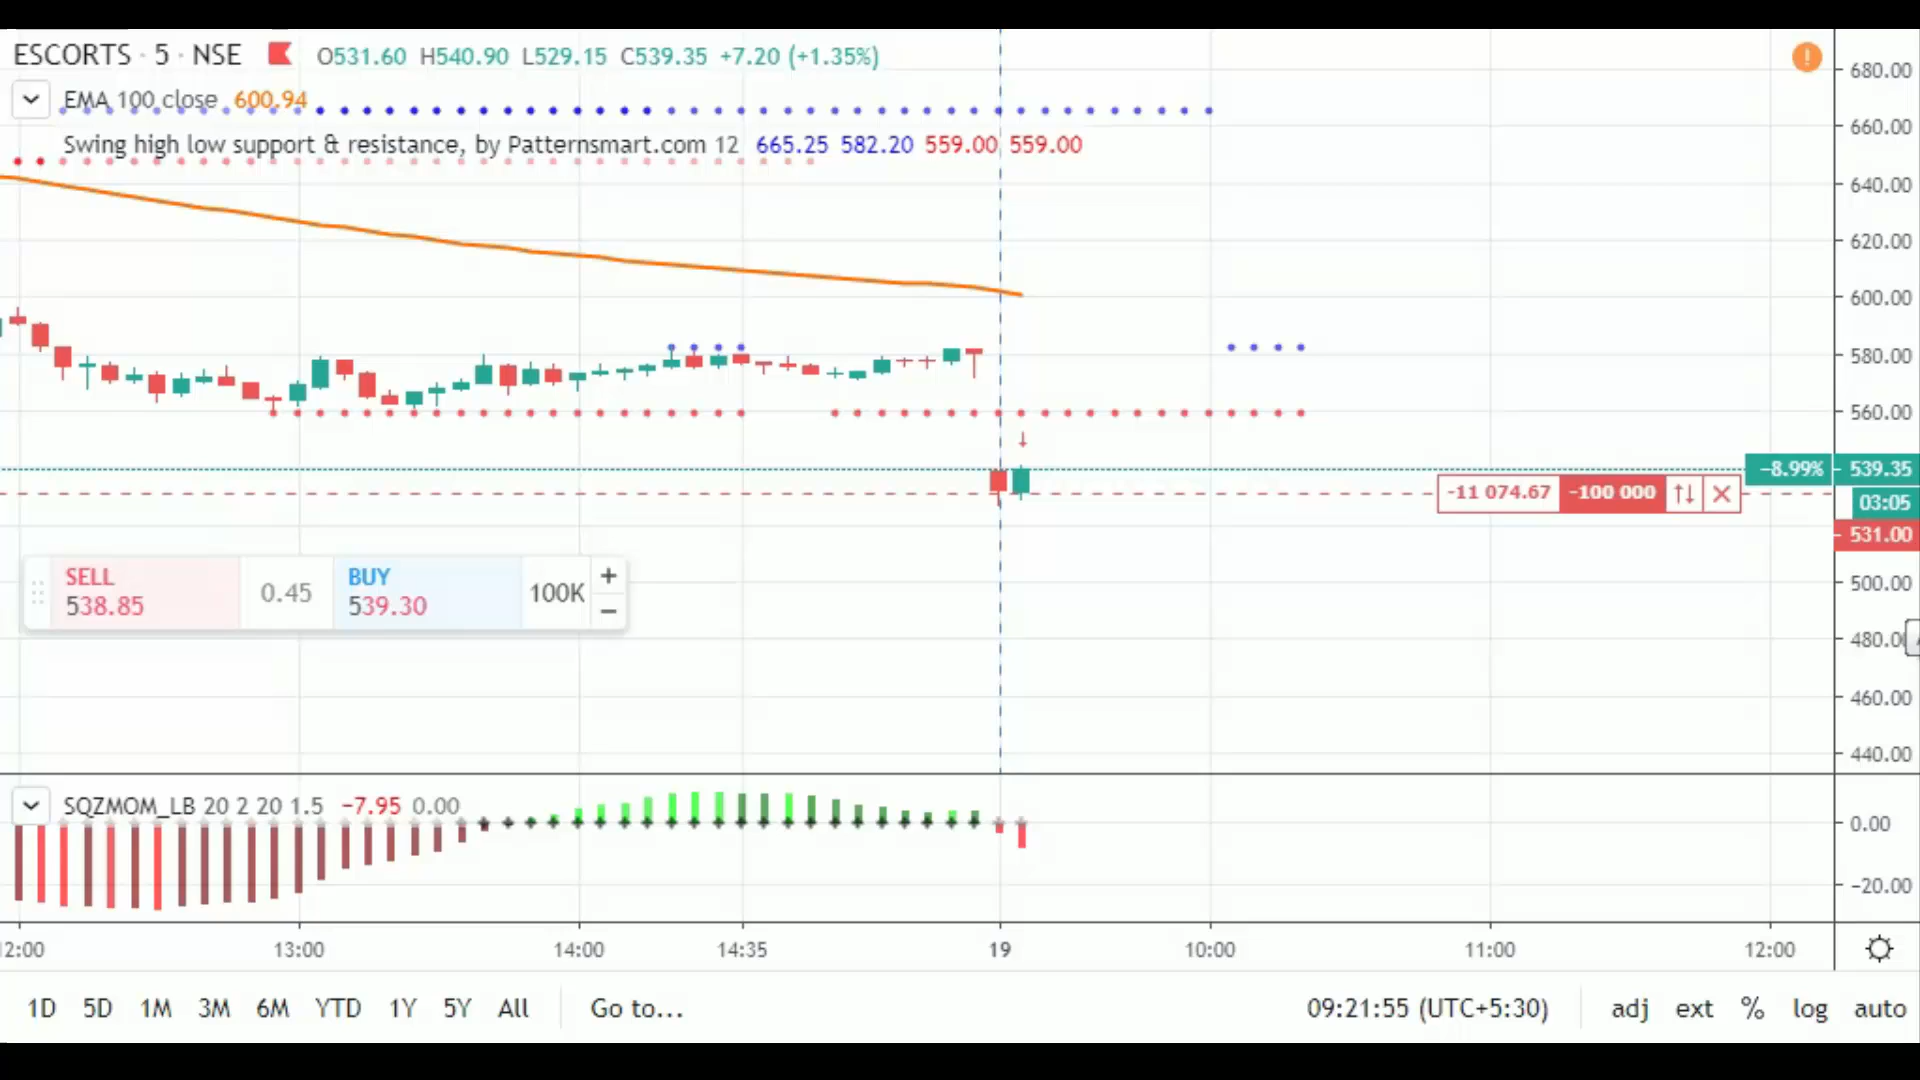 ESCORTS · 5 · NSE O531.60 H540.90 L529.15 C539.35 +7.20 (+1.35%)
EMA 100 close 600.94
Swing high low support & resistance, by Patternsmart.com 12 665.25 582.20 559.00 559.00
680.00
660.00
640.00
620.00
600.00
580.00
560.00
−8.99% 539.35
-11 074.67 -100 000
03:05
531.00
SELL
538.85
0.45
BUY
539.30
100K
+
−
500.00
480.00
460.00
440.00
SQZMOM_LB 20 2 20 1.5 −7.95 0.00
0.00
−20.00
12:00 13:00 14:00 14:35 19 10:00 11:00 12:00
1D 5D 1M 3M 6M YTD 1Y 5Y All Go to... 09:21:55 (UTC+5:30) adj ext % log auto